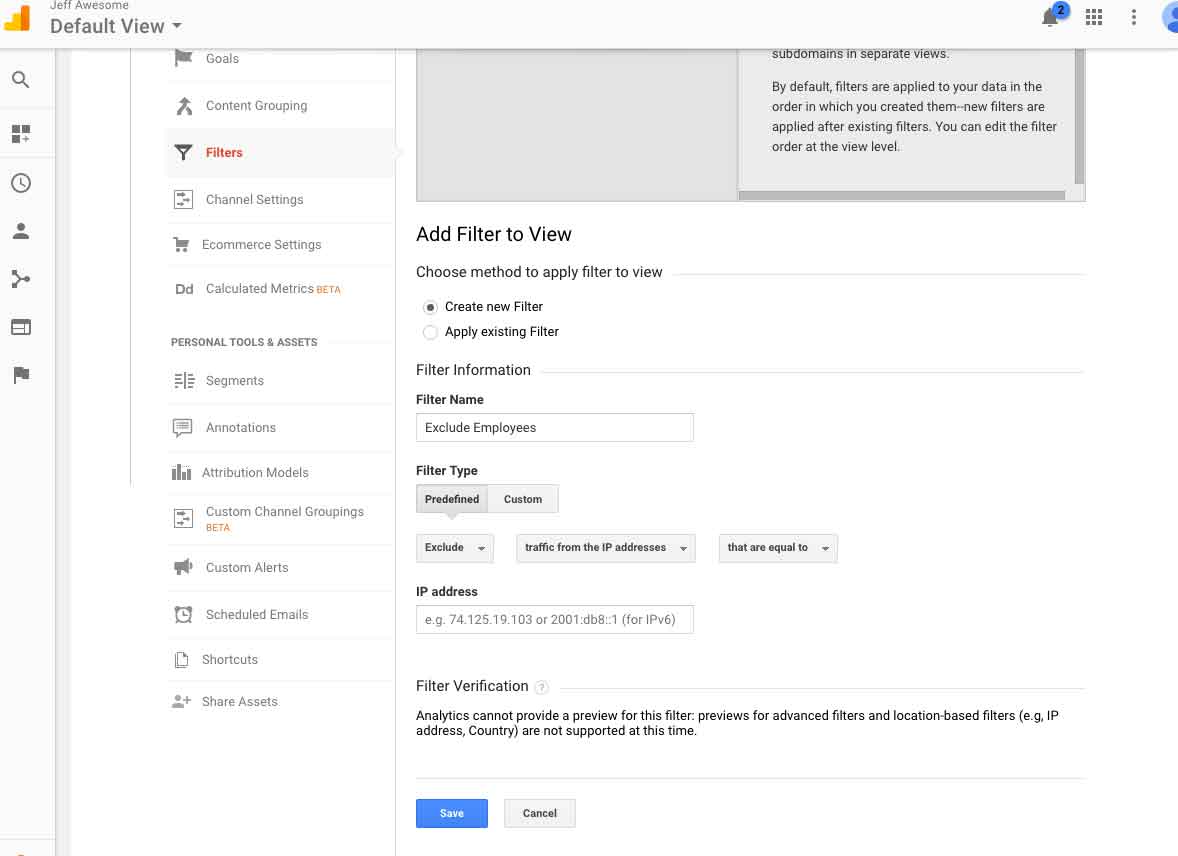 Jeff Awesome
Default View
2
Goals
Content Grouping
Filters
Channel Settings
Ecommerce Settings
Dd Calculated Metrics BETA
PERSONAL TOOLS & ASSETS
Segments
Annotations
Attribution Models
Custom Channel Groupings
BETA
Custom Alerts
Scheduled Emails
Shortcuts
Share Assets
subdomains in separate views.
By default, filters are applied to your data in the
order in which you created them--new filters are
applied after existing filters. You can edit the filter
order at the view level.
Add Filter to View
Choose method to apply filter to view
Create new Filter
Apply existing Filter
Filter Information
Filter Name
Exclude Employees
Filter Type
Predefined Custom
Exclude traffic from the IP addresses that are equal to
IP address
e.g. 74.125.19.103 or 2001:db8::1 (for IPv6)
Filter Verification ?
Analytics cannot provide a preview for this filter: previews for advanced filters and location-based filters (e.g, IP
address, Country) are not supported at this time.
Save Cancel